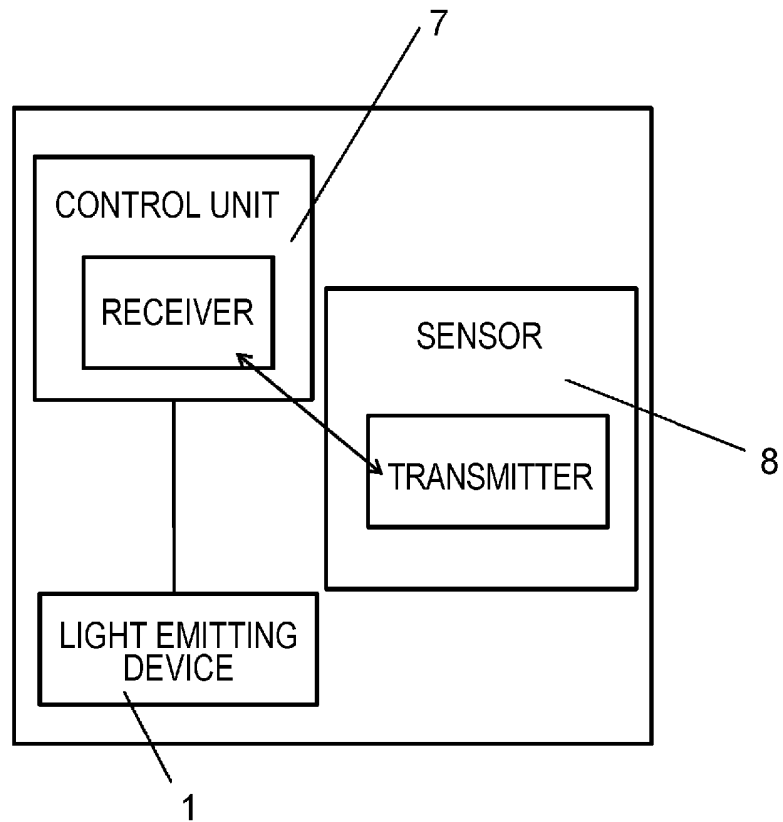 7
CONTROL UNIT
RECEIVER
SENSOR
TRANSMITTER
8
LIGHT EMITTING
DEVICE
1